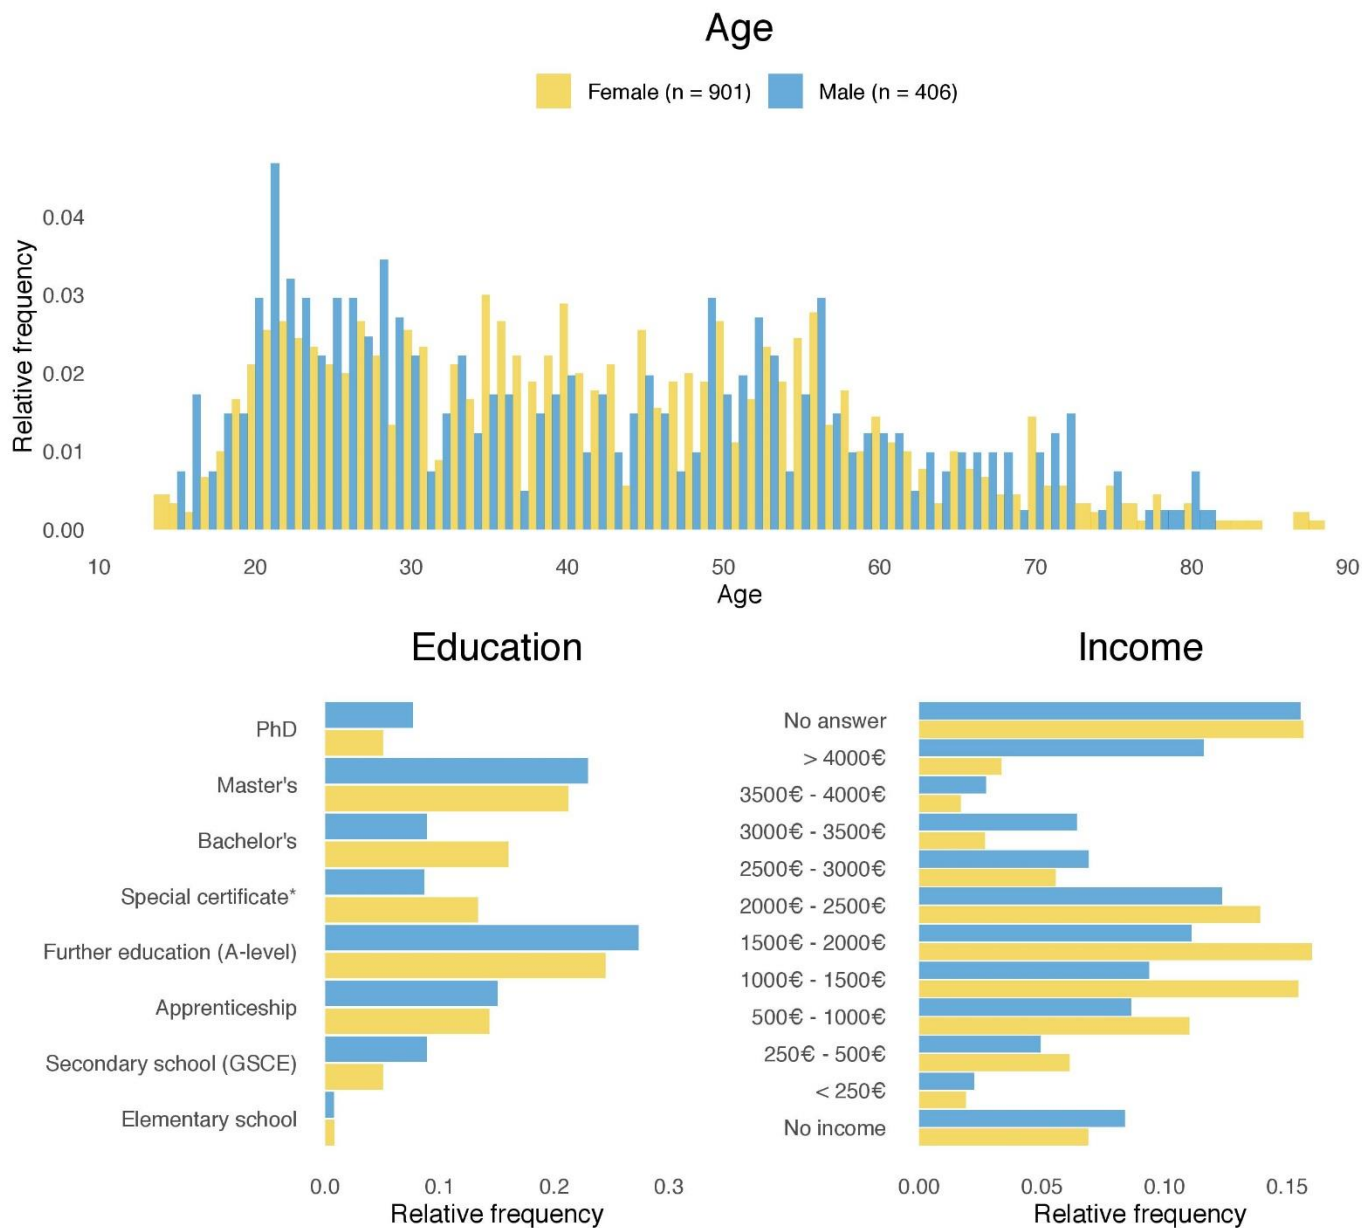 Age
Female (n = 901) Male (n = 406)
0.04
0.03
0.02
0.01
0.00
Relative frequency
10 20 30 40 50 60 70 80 90
Age
Education
PhD
Master's
Bachelor's
Special certificate*
Further education (A-level)
Apprenticeship
Secondary school (GSCE)
Elementary school
0.0 0.1 0.2 0.3
Relative frequency
Income
No answer
> 4000€
3500€ - 4000€
3000€ - 3500€
2500€ - 3000€
2000€ - 2500€
1500€ - 2000€
1000€ - 1500€
500€ - 1000€
250€ - 500€
< 250€
No income
0.00 0.05 0.10 0.15
Relative frequency